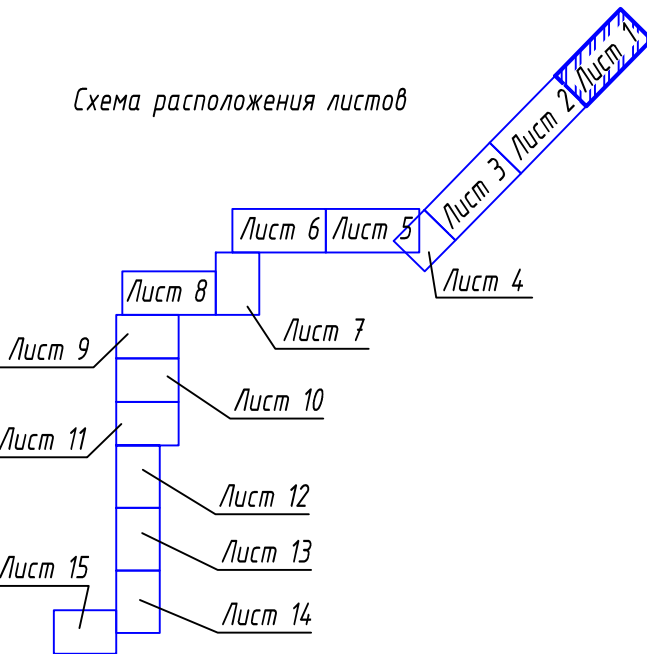 Схема расположения листов
Лист 1
Лист 2
Лист 3
Лист 4
Лист 5
Лист 6
Лист 7
Лист 8
Лист 9
Лист 10
Лист 11
Лист 12
Лист 13
Лист 14
Лист 15